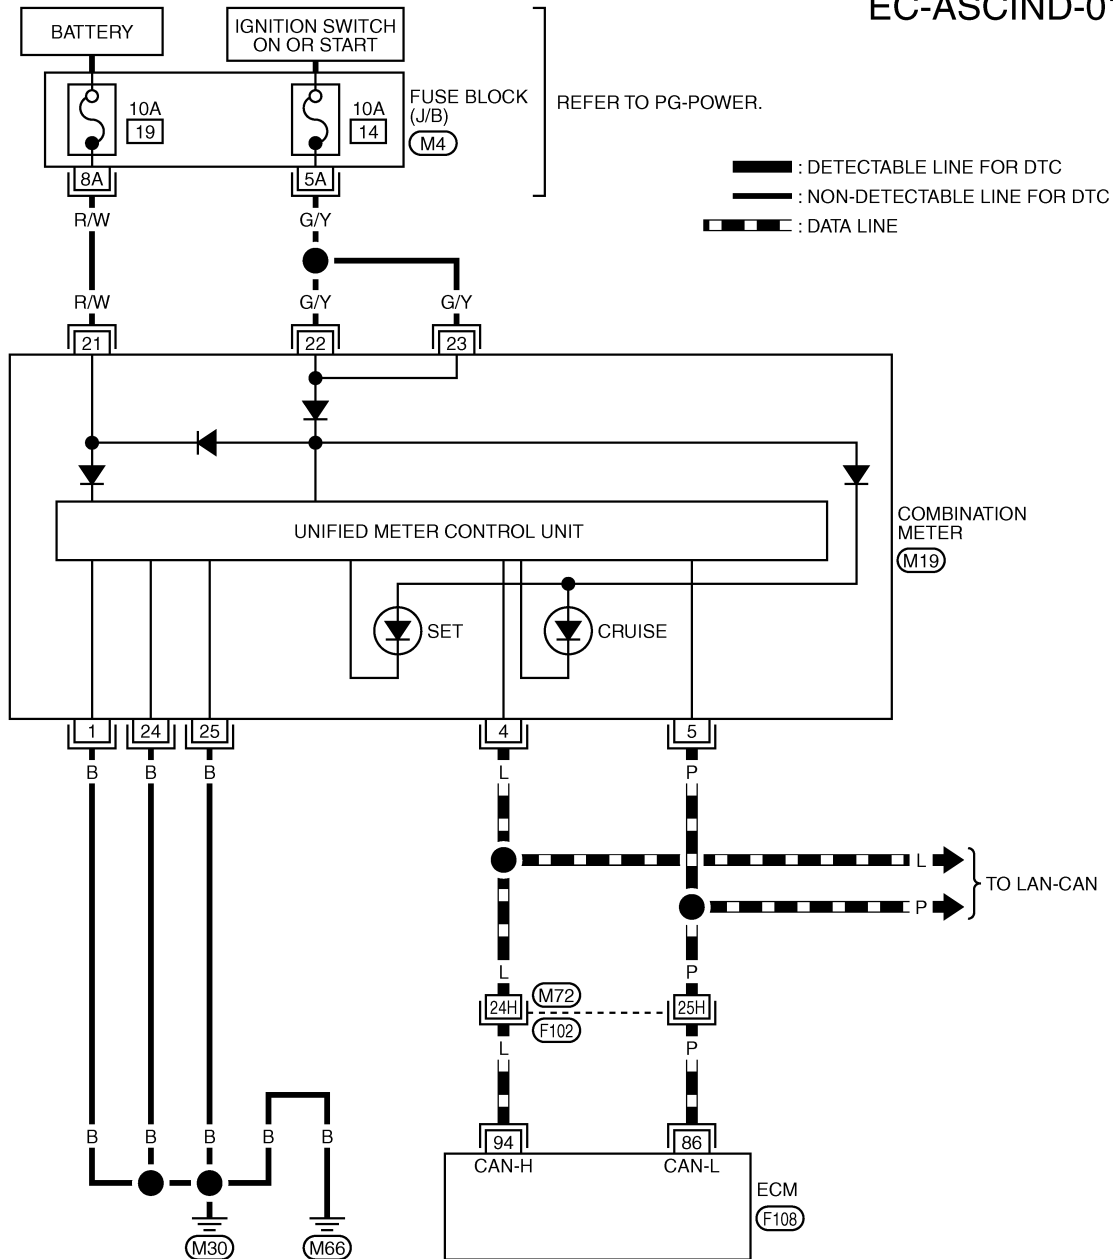 EC-ASCIND-01
BATTERY
IGNITION SWITCH
ON OR START
10A
19
10A
14
FUSE BLOCK
(J/B)
M4
REFER TO PG-POWER.
8A
5A
: DETECTABLE LINE FOR DTC
: NON-DETECTABLE LINE FOR DTC
: DATA LINE
R/W
G/Y
R/W
G/Y
G/Y
21
22
23
UNIFIED METER CONTROL UNIT
COMBINATION
METER
M19
SET
CRUISE
1
24
25
4
5
B
B
B
L
P
L
P
TO LAN-CAN
L
P
24H
M72
F102
25H
L
P
B
B
B
B
B
94
86
CAN-H
CAN-L
ECM
F108
M30
M66